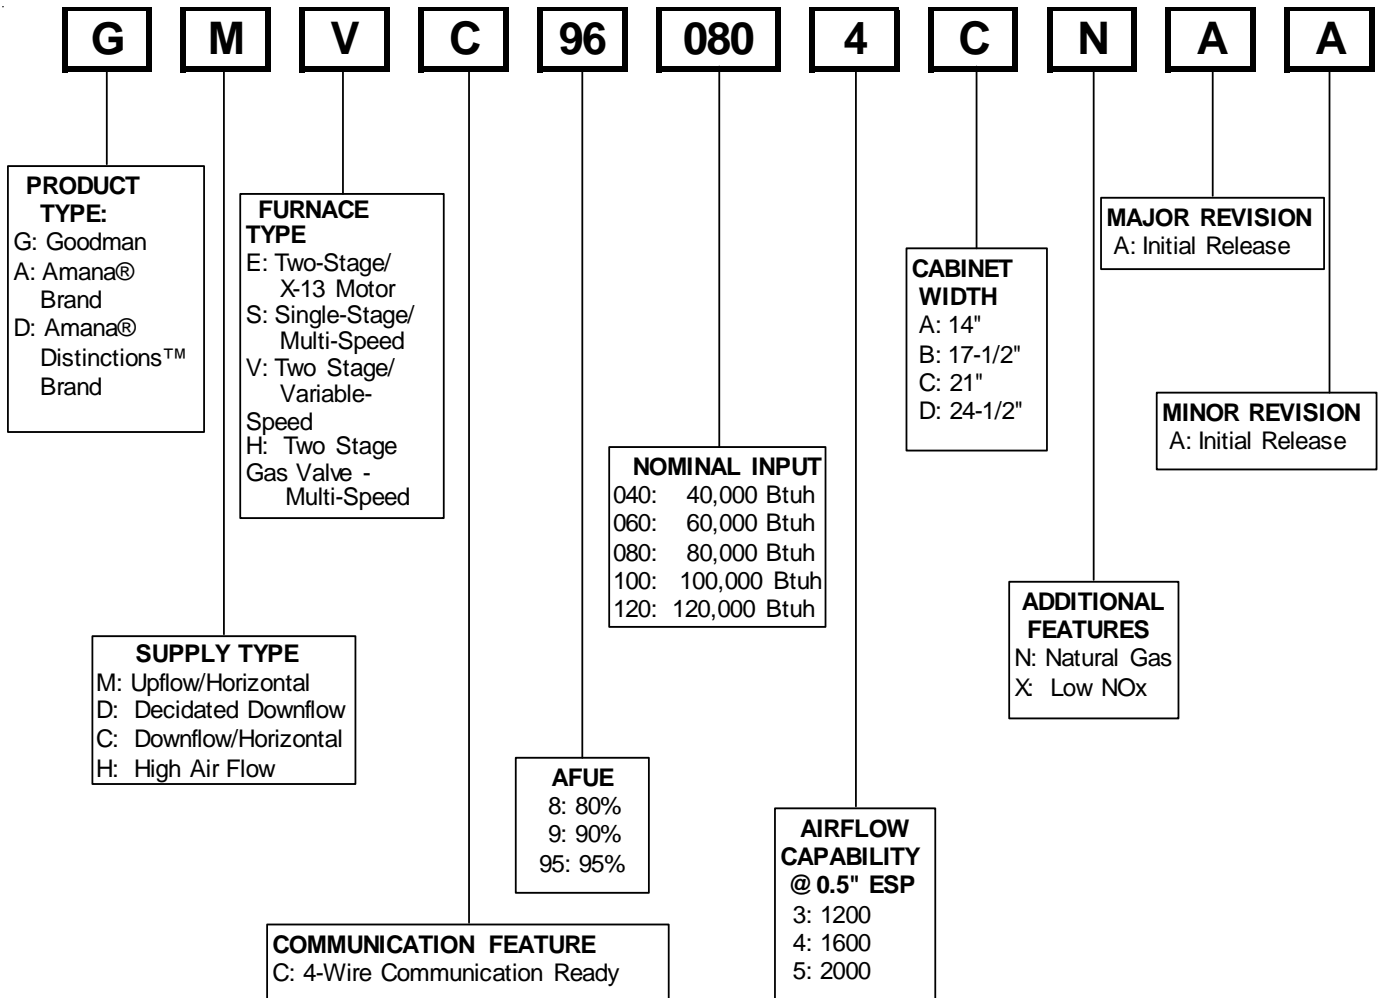 G M V C 96 080 4 C N A A
PRODUCT
TYPE:
G: Goodman
A: Amana®
Brand
D: Amana®
Distinctions™
Brand
FURNACE
TYPE
E: Two-Stage/
X-13 Motor
S: Single-Stage/
Multi-Speed
V: Two Stage/
Variable-
Speed
H: Two Stage
Gas Valve -
Multi-Speed
MAJOR REVISION
A: Initial Release
CABINET
WIDTH
A: 14"
B: 17-1/2"
C: 21"
D: 24-1/2"
MINOR REVISION
A: Initial Release
NOMINAL INPUT
040: 40,000 Btuh
060: 60,000 Btuh
080: 80,000 Btuh
100: 100,000 Btuh
120: 120,000 Btuh
ADDITIONAL
FEATURES
N: Natural Gas
X: Low NOx
SUPPLY TYPE
M: Upflow/Horizontal
D: Decidated Downflow
C: Downflow/Horizontal
H: High Air Flow
AFUE
8: 80%
9: 90%
95: 95%
AIRFLOW
CAPABILITY
@ 0.5" ESP
3: 1200
4: 1600
5: 2000
COMMUNICATION FEATURE
C: 4-Wire Communication Ready